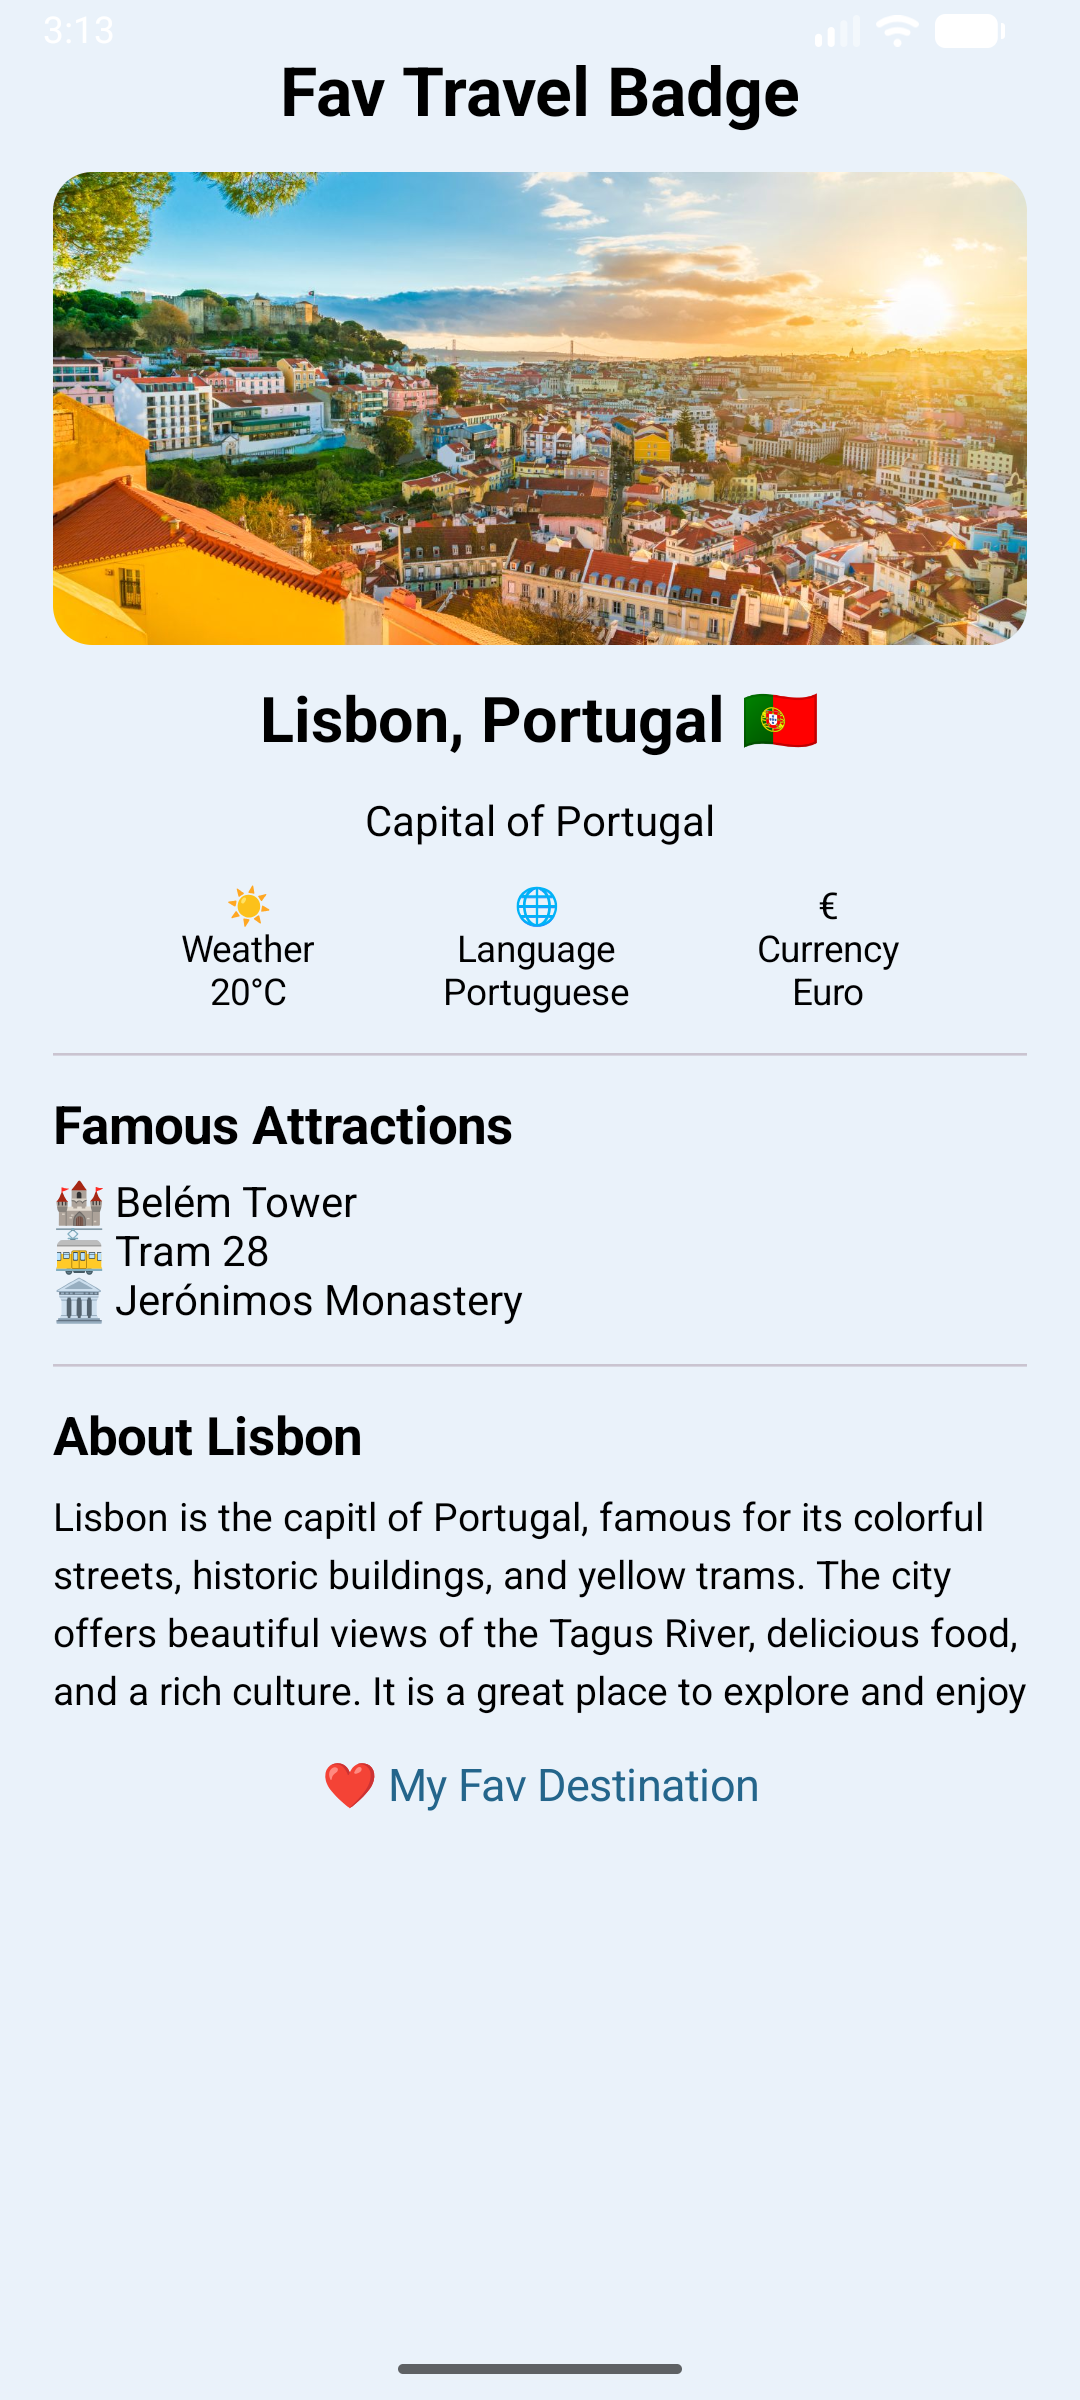 3:13
Fav Travel Badge
Lisbon, Portugal 🇵🇹
Capital of Portugal
☀️ 🌐 €
Weather Language Currency
20°C Portuguese Euro
Famous Attractions
🏰 Belém Tower
🚋 Tram 28
🏛️ Jerónimos Monastery
About Lisbon
Lisbon is the capitl of Portugal, famous for its colorful
streets, historic buildings, and yellow trams. The city
offers beautiful views of the Tagus River, delicious food,
and a rich culture. It is a great place to explore and enjoy
❤️ My Fav Destination